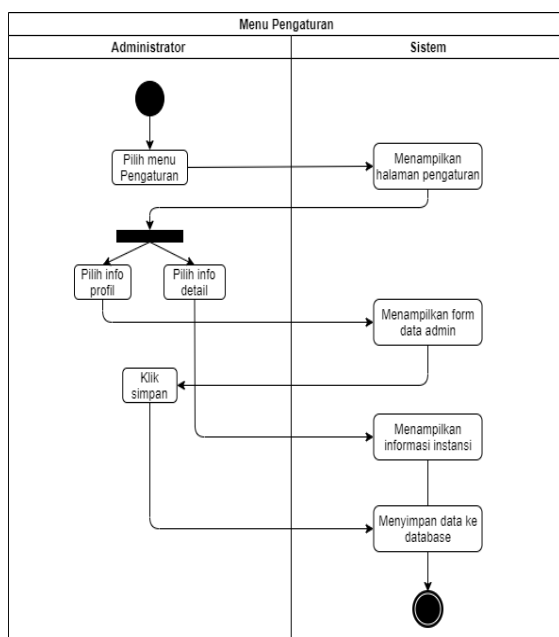 Menu Pengaturan
Administrator
Sistem
Pilih menu
Pengaturan
Menampilkan
halaman pengaturan
Pilih info
profil
Pilih info
detail
Menampilkan form
data admin
Klik
simpan
Menampilkan
informasi instansi
Menyimpan data ke
database